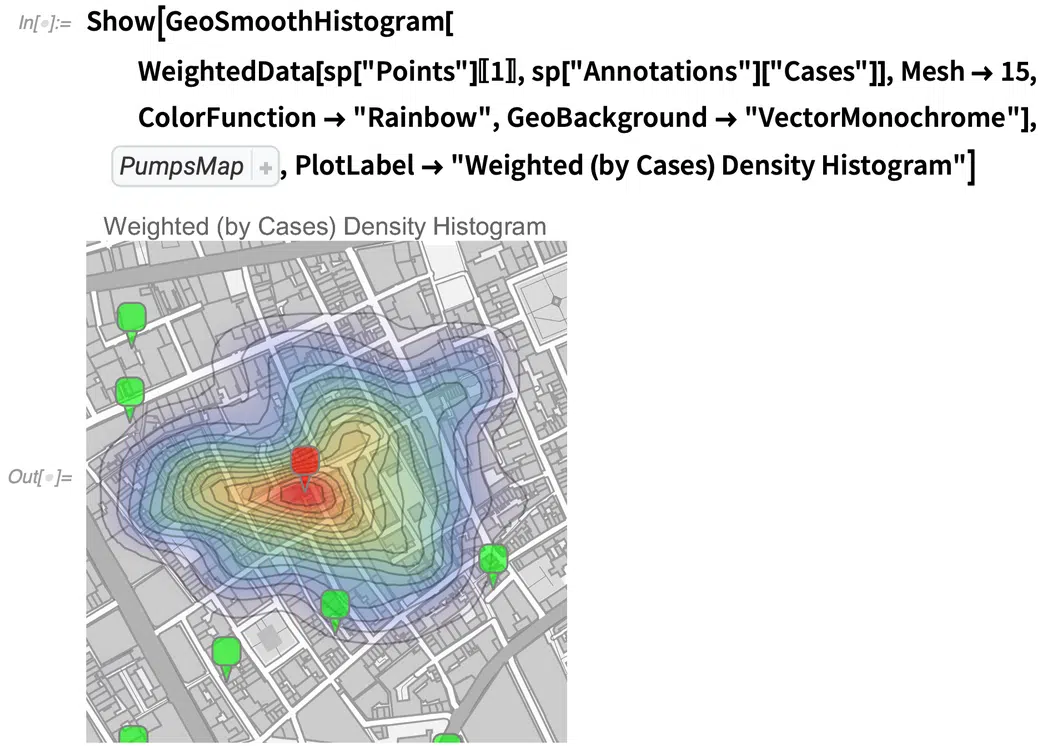 In[•]:= Show[GeoSmoothHistogram[
WeightedData[sp["Points"]〚1〛, sp["Annotations"]["Cases"]], Mesh → 15,
ColorFunction → "Rainbow", GeoBackground → "VectorMonochrome"],
PumpsMap +, PlotLabel → "Weighted (by Cases) Density Histogram"]
Weighted (by Cases) Density Histogram
Out[•]=